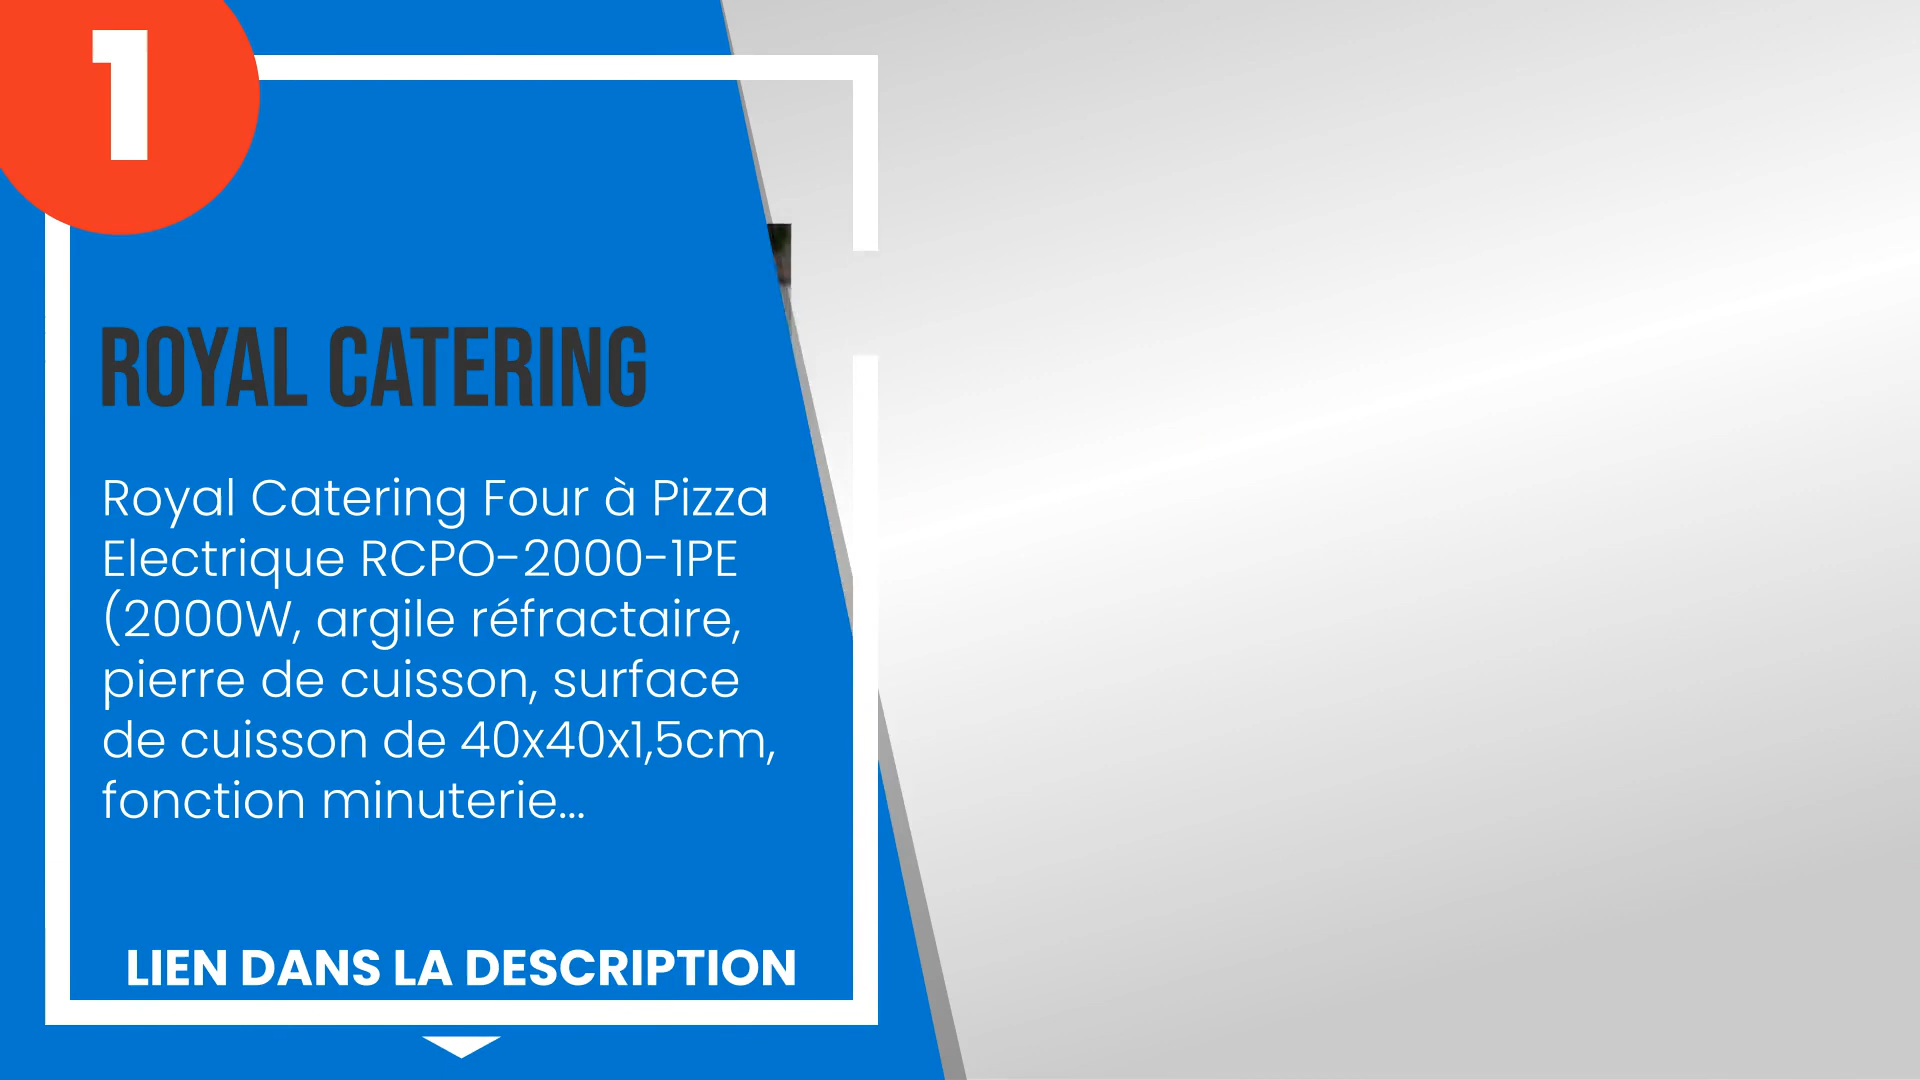 1
ROYAL CATERING
Royal Catering Four à Pizza
Electrique RCPO-2000-1PE
(2000W, argile réfractaire,
pierre de cuisson, surface
de cuisson de 40x40x1,5cm,
fonction minuterie...
LIEN DANS LA DESCRIPTION